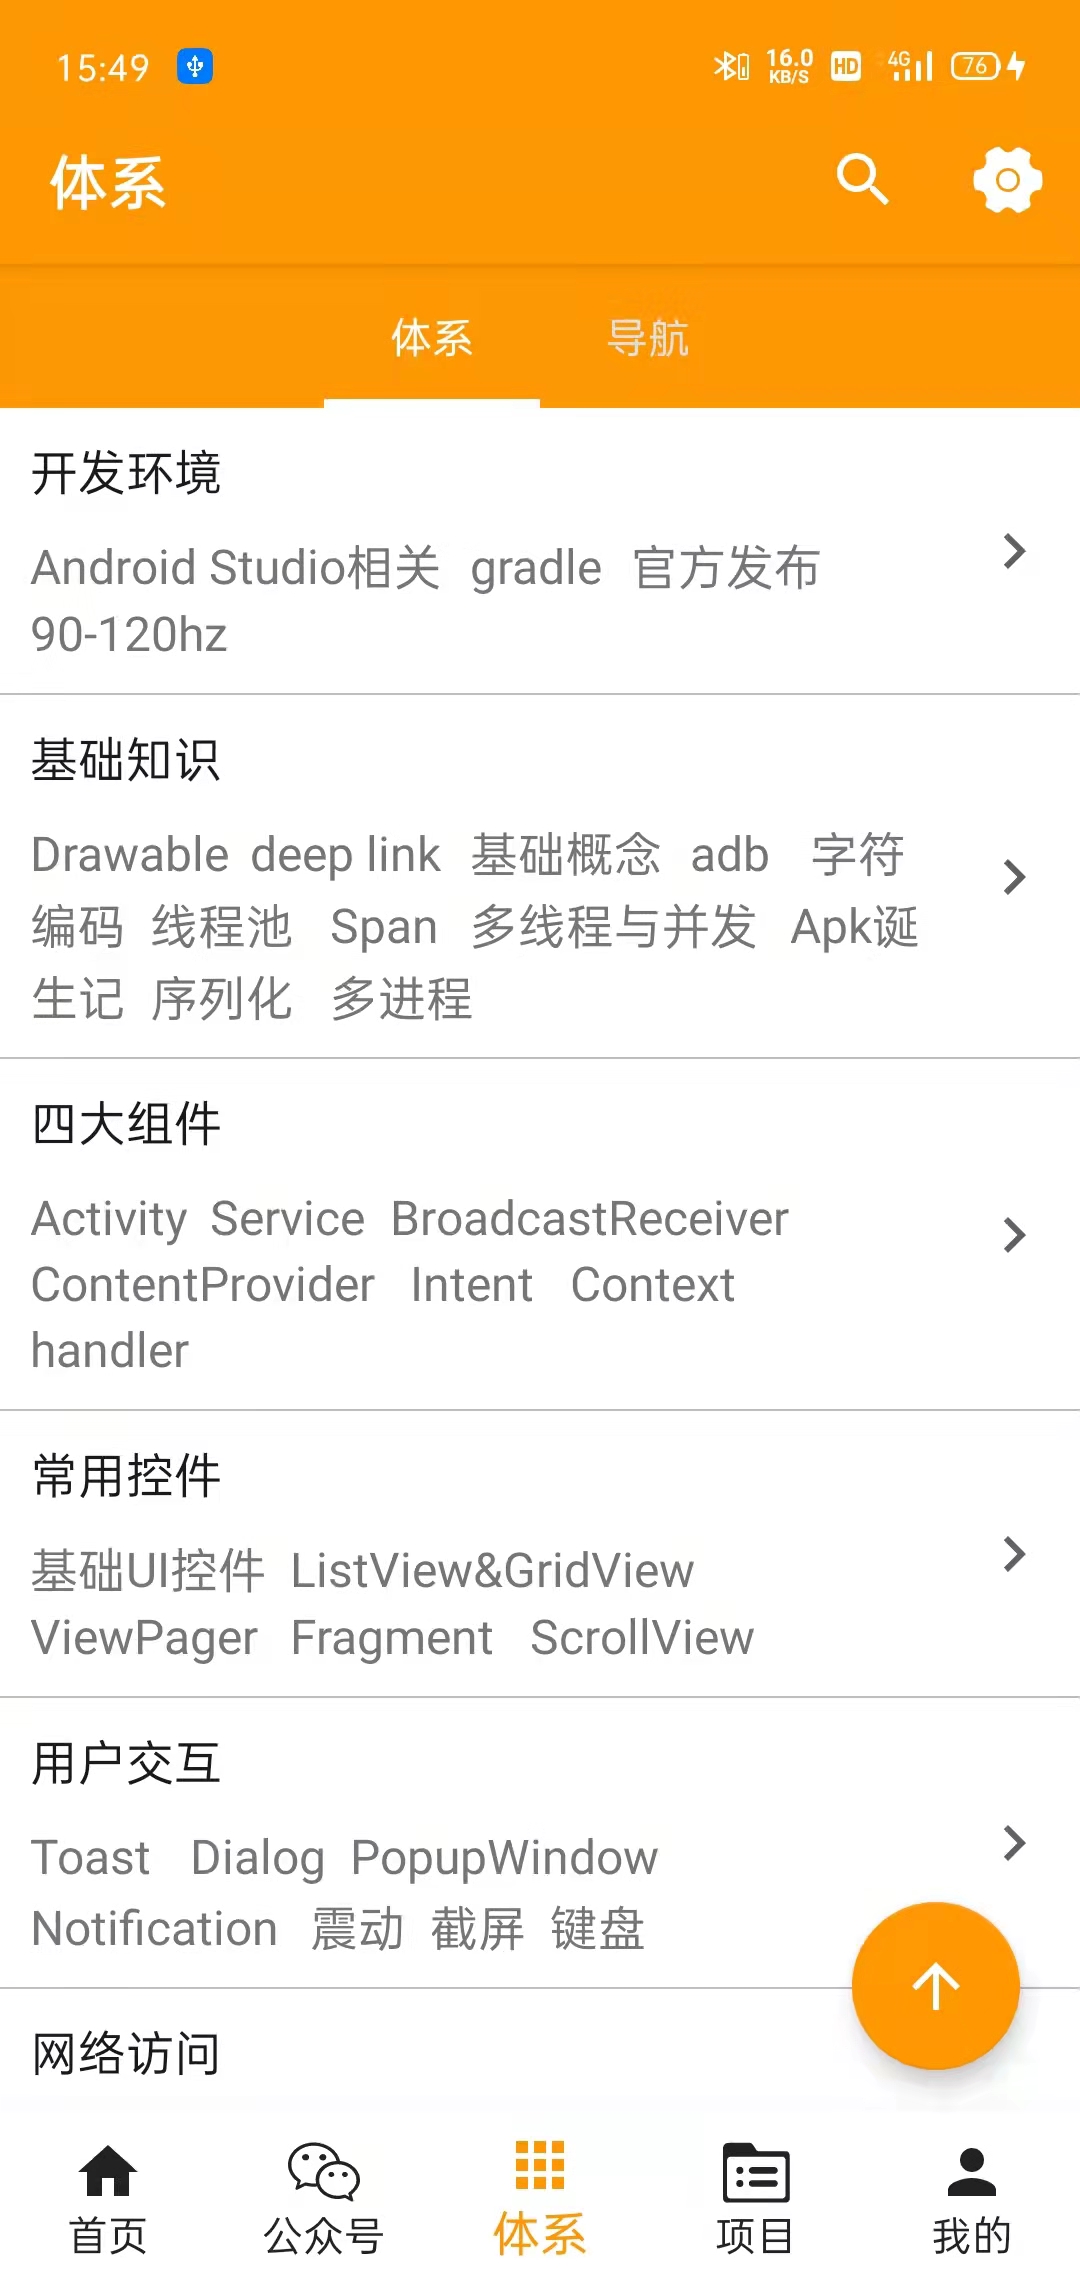 15:49 16.0 KB/S HD 4G 76
体系
体系 导航
开发环境
Android Studio相关 gradle 官方发布
90-120hz
基础知识
Drawable deep link 基础概念 adb 字符
编码 线程池 Span 多线程与并发 Apk诞
生记 序列化 多进程
四大组件
Activity Service BroadcastReceiver
ContentProvider Intent Context
handler
常用控件
基础UI控件 ListView&GridView
ViewPager Fragment ScrollView
用户交互
Toast Dialog PopupWindow
Notification 震动 截屏 键盘
网络访问
首页 公众号 体系 项目 我的